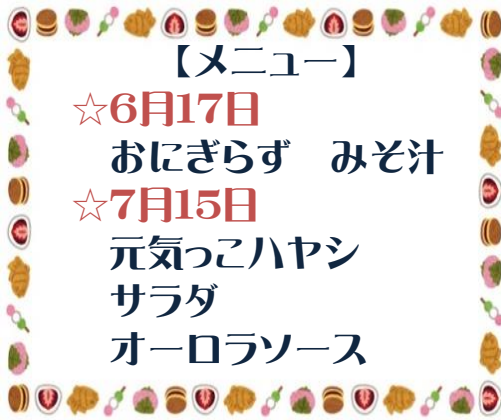 【メニュー】
☆6月17日
おにぎらず　みそ汁
☆7月15日
元気っこハヤシ
サラダ
オーロラソース